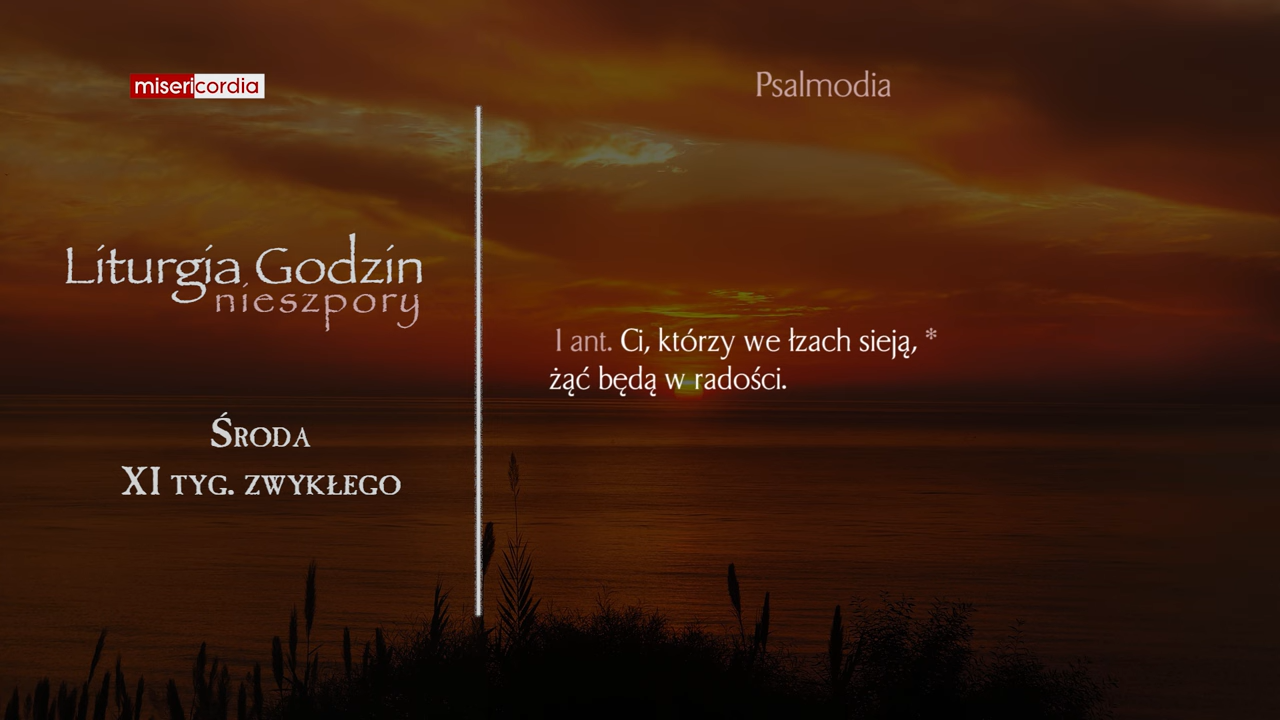 misericordia
Psalmodia
Liturgia Godzin
nieszpory
I ant. Ci, którzy we łzach sieją, *
żąć będą w radości.
Środa
XI tyg. zwykłego